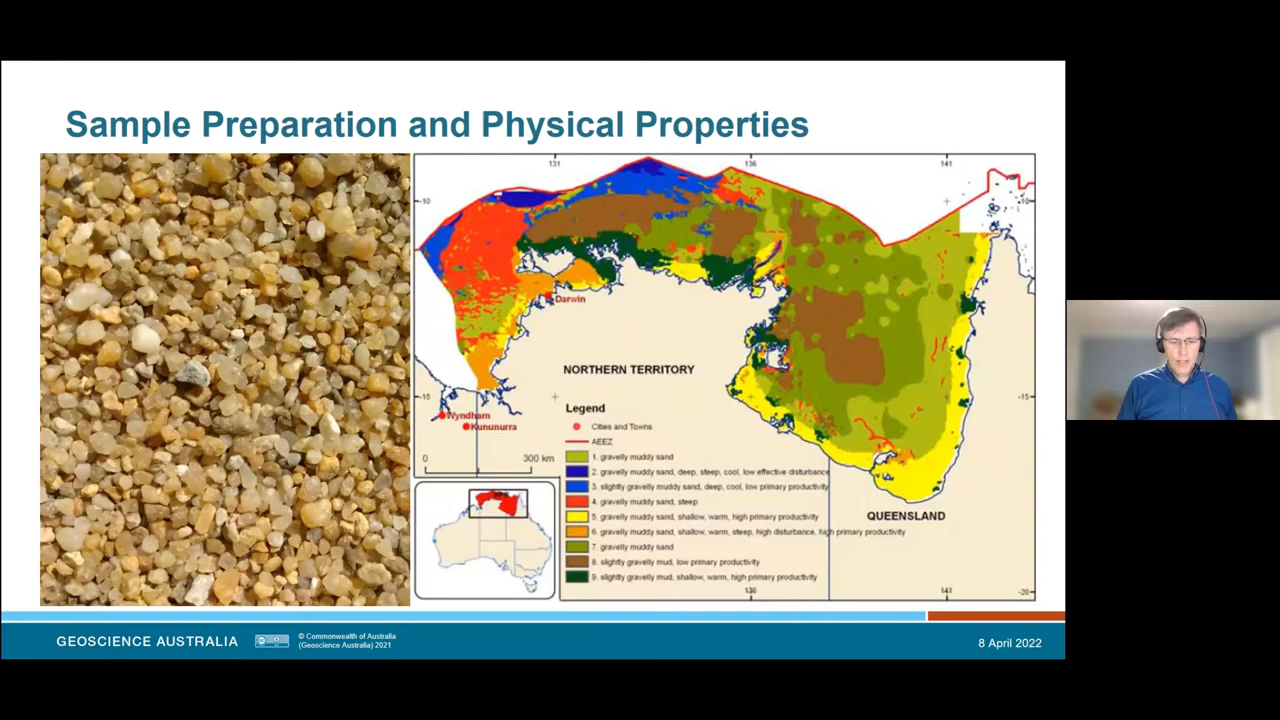 Sample Preparation and Physical Properties
131
136
141
-10
-10
Darwin
NORTHERN TERRITORY
-15
-15
Wyndham
Kununurra
Legend
Cities and Towns
AEEZ
1. gravelly muddy sand
2. gravelly muddy sand, deep, steep, cool, low effective disturbance
3. slightly gravelly muddy sand, deep, cool, low primary productivity
4. gravelly muddy sand, steep
5. gravelly muddy sand, shallow, warm, high primary productivity
6. gravelly muddy sand, shallow, warm, steep, high disturbance, high primary productivity
7. gravelly muddy sand
8. slightly gravelly mud, low primary productivity
9. slightly gravelly mud, shallow, warm, high primary productivity
0
300 km
QUEENSLAND
136
141
-20
GEOSCIENCE AUSTRALIA
© Commonwealth of Australia
(Geoscience Australia) 2021
8 April 2022